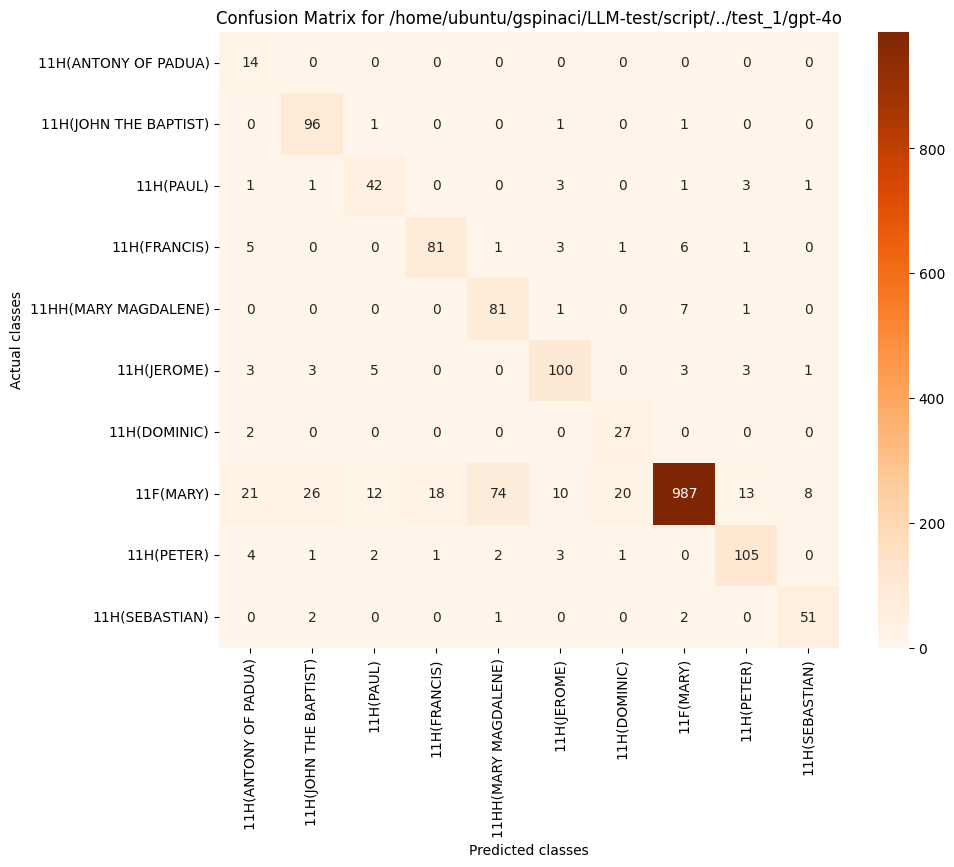 Confusion Matrix for /home/ubuntu/gspinaci/LLM-test/script/../test_1/gpt-4o
11H(ANTONY OF PADUA) 14 0 0 0 0 0 0 0 0 0
11H(JOHN THE BAPTIST) 0 96 1 0 0 1 0 1 0 0
11H(PAUL) 1 1 42 0 0 3 0 1 3 1
11H(FRANCIS) 5 0 0 81 1 3 1 6 1 0
11HH(MARY MAGDALENE) 0 0 0 0 81 1 0 7 1 0
11H(JEROME) 3 3 5 0 0 100 0 3 3 1
11H(DOMINIC) 2 0 0 0 0 0 27 0 0 0
11F(MARY) 21 26 12 18 74 10 20 987 13 8
11H(PETER) 4 1 2 1 2 3 1 0 105 0
11H(SEBASTIAN) 0 2 0 0 1 0 0 2 0 51
Actual classes
11H(ANTONY OF PADUA)
11H(JOHN THE BAPTIST)
11H(PAUL)
11H(FRANCIS)
11HH(MARY MAGDALENE)
11H(JEROME)
11H(DOMINIC)
11F(MARY)
11H(PETER)
11H(SEBASTIAN)
Predicted classes
800
600
400
200
0